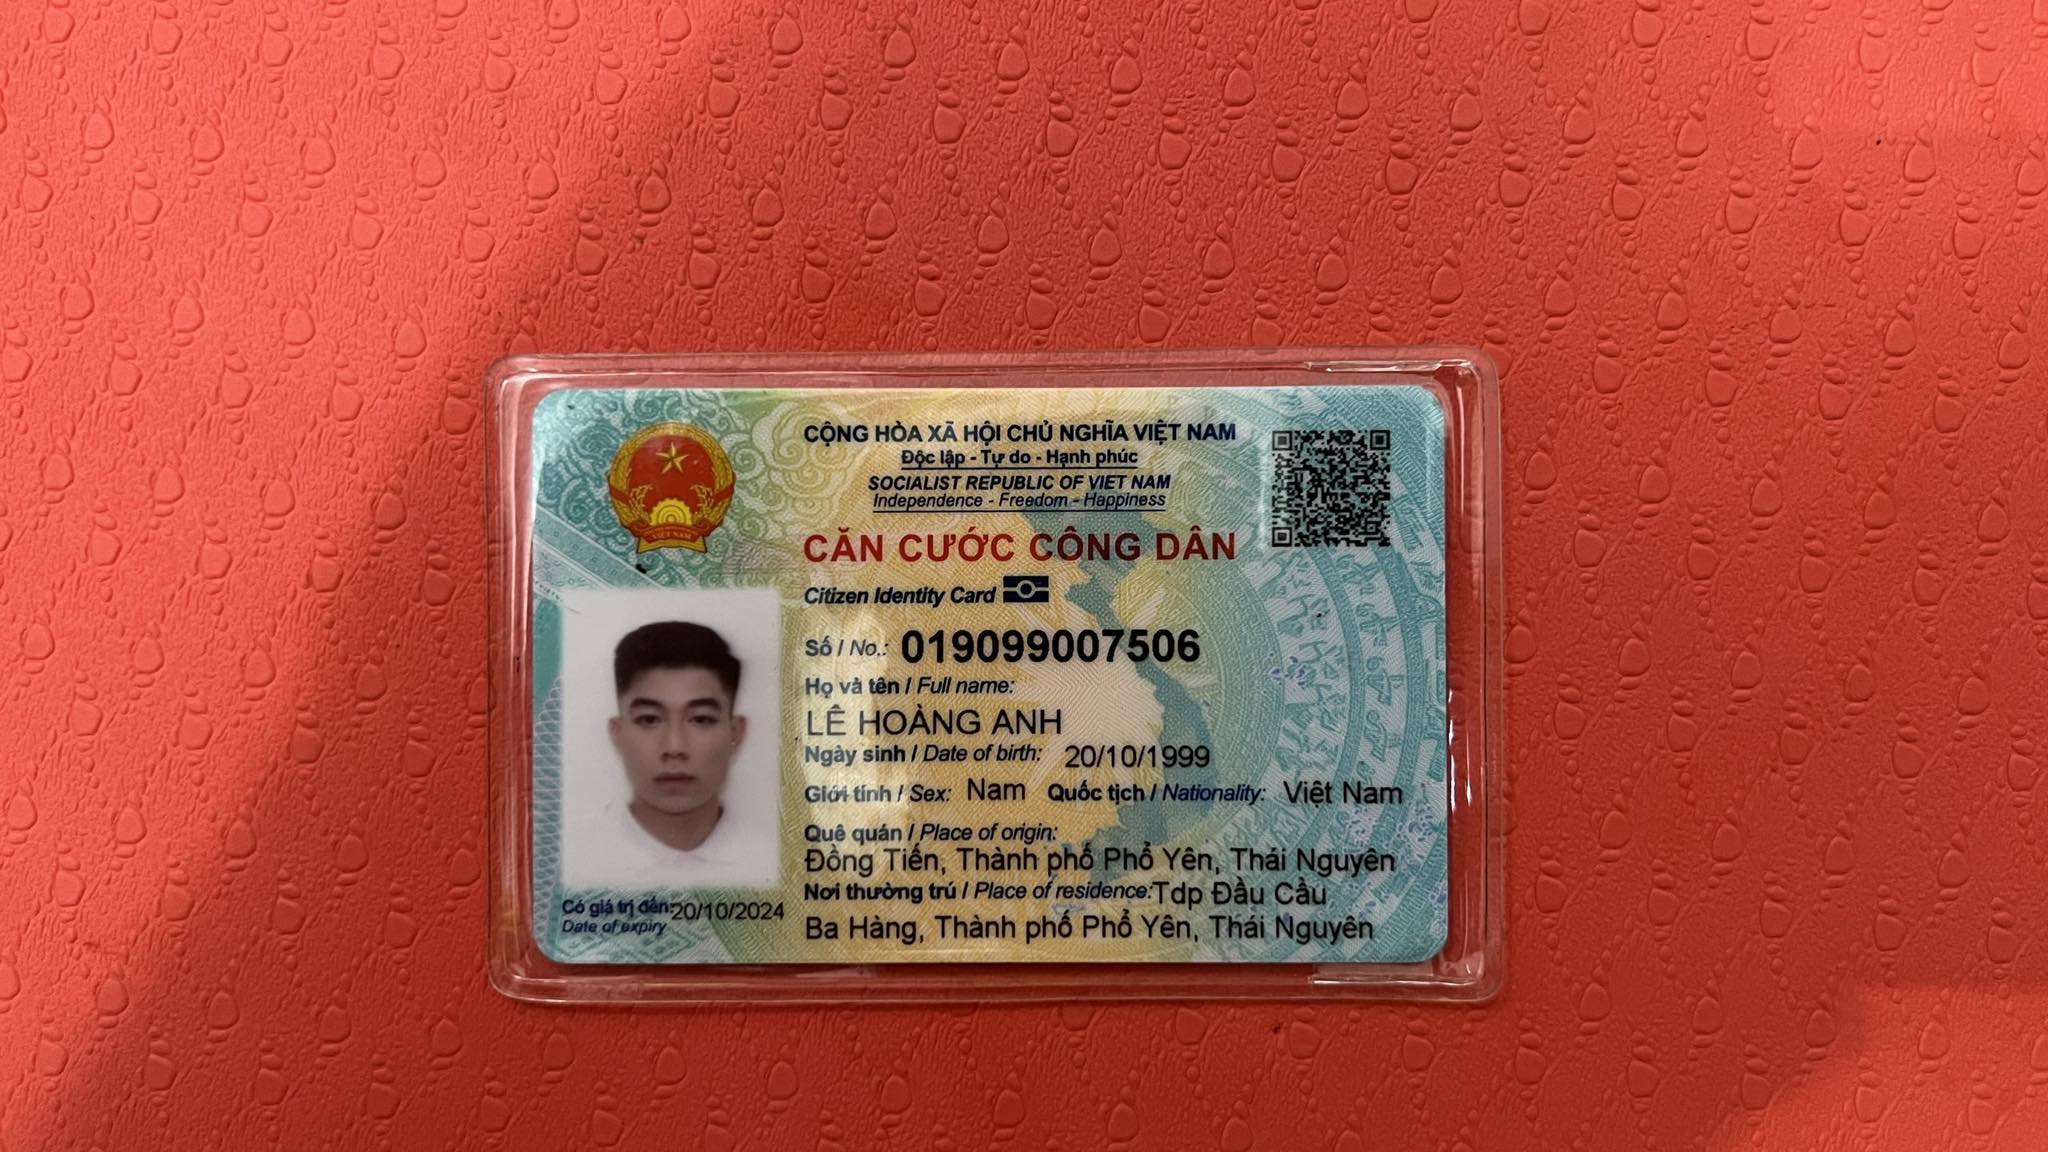 CỘNG HÒA XÃ HỘI CHỦ NGHĨA VIỆT NAM
Độc lập - Tự do - Hạnh phúc
SOCIALIST REPUBLIC OF VIET NAM
Independence - Freedom - Happiness
CĂN CƯỚC CÔNG DÂN
Citizen Identity Card
Số / No.: 019099007506
Họ và tên / Full name:
LÊ HOÀNG ANH
Ngày sinh / Date of birth: 20/10/1999
Giới tính / Sex: Nam Quốc tịch / Nationality: Việt Nam
Quê quán / Place of origin:
Đồng Tiến, Thành phố Phổ Yên, Thái Nguyên
Nơi thường trú / Place of residence: Tdp Đầu Cầu
Ba Hàng, Thành phố Phổ Yên, Thái Nguyên
Có giá trị đến: 20/10/2024
Date of expiry
VIỆT NAM